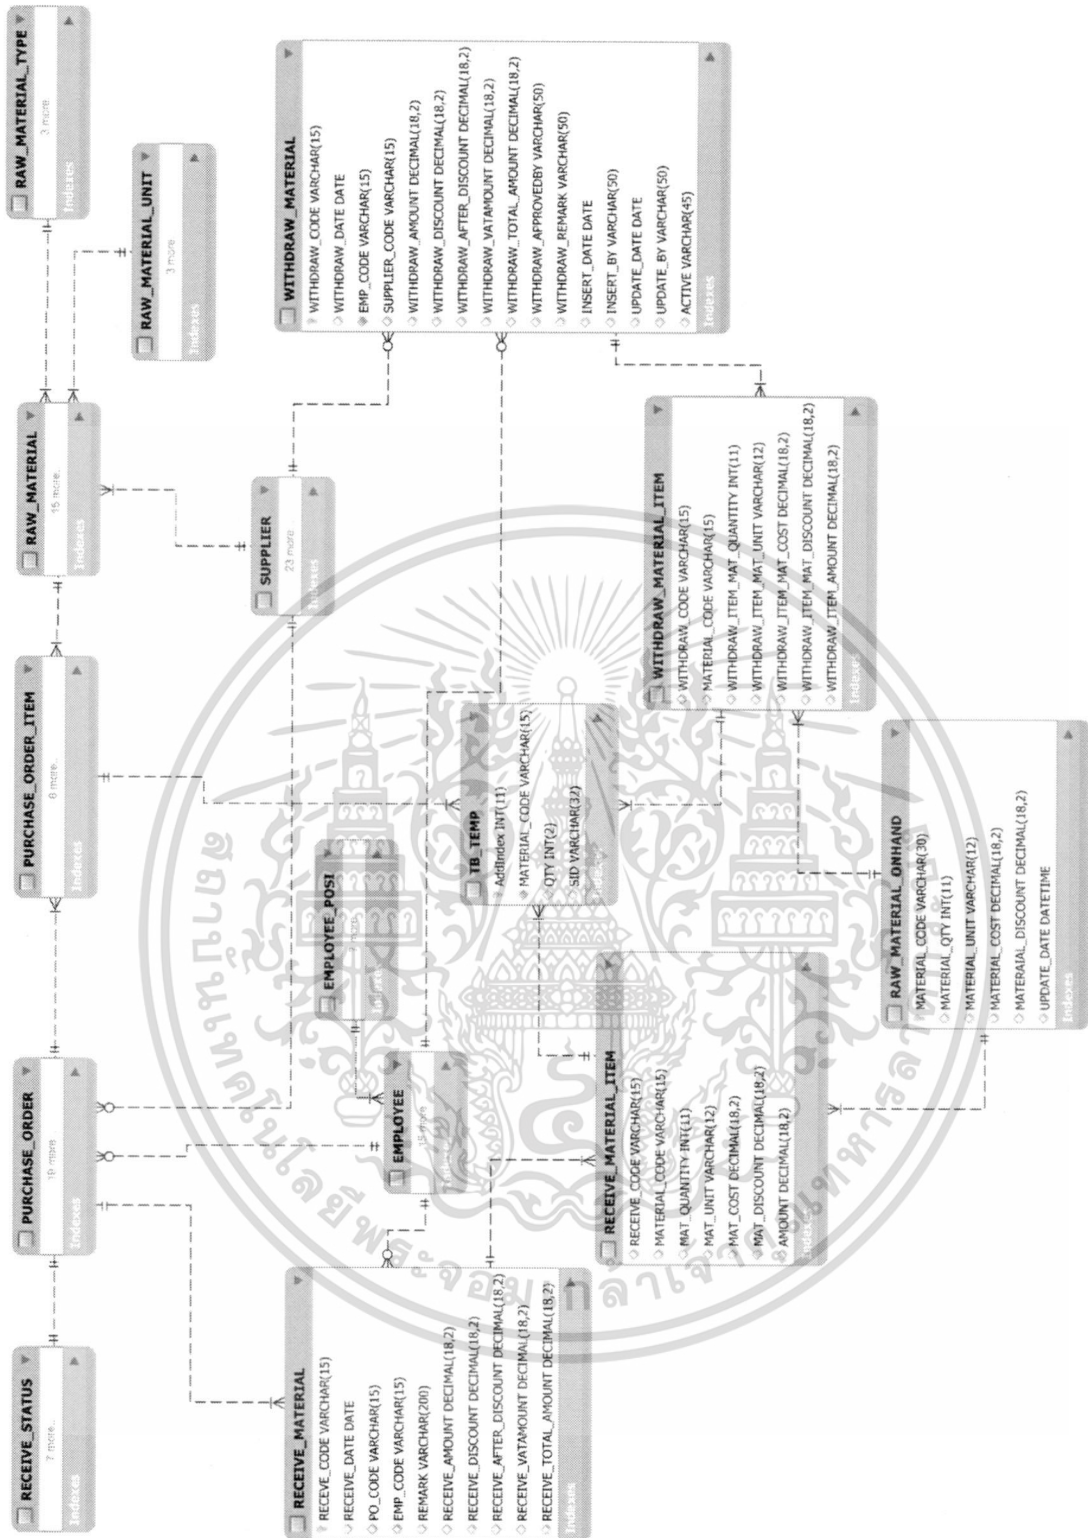 RECEIVE_STATUS
7 more...
Indexes
PURCHASE_ORDER
19 more...
Indexes
PURCHASE_ORDER_ITEM
6 more...
Indexes
RAW_MATERIAL
15 more...
Indexes
RAW_MATERIAL_TYPE
3 more...
Indexes
RAW_MATERIAL_UNIT
3 more...
Indexes
SUPPLIER
23 more...
Indexes
EMPLOYEE_POSI
Indexes
EMPLOYEE
15 more
Indexes
RECEIVE_MATERIAL
RECEVE_CODE VARCHAR(15)
RECEIVE_DATE DATE
PO_CODE VARCHAR(15)
EMP_CODE VARCHAR(15)
REMARK VARCHAR(200)
RECEIVE_AMOUNT DECIMAL(18,2)
RECEIVE_DISCOUNT DECIMAL(18,2)
RECEIVE_AFTER_DISCOUNT DECIMAL(18,2)
RECEIVE_VATAMOUNT DECIMAL(18,2)
RECEIVE_TOTAL_AMOUNT DECIMAL(18,2)
Indexes
TB_TEMP
AddIndex INT(11)
MATERIAL_CODE VARCHAR(15)
QTY INT(2)
SID VARCHAR(32)
Indexes
WITHDRAW_MATERIAL
WITHDRAW_CODE VARCHAR(15)
WITHDRAW_DATE DATE
EMP_CODE VARCHAR(15)
SUPPLIER_CODE VARCHAR(15)
WITHDRAW_AMOUNT DECIMAL(18,2)
WITHDRAW_DISCOUNT DECIMAL(18,2)
WITHDRAW_AFTER_DISCOUNT DECIMAL(18,2)
WITHDRAW_VATAMOUNT DECIMAL(18,2)
WITHDRAW_TOTAL_AMOUNT DECIMAL(18,2)
WITHDRAW_APPROVEDBY VARCHAR(50)
WITHDRAW_REMARK VARCHAR(50)
INSERT_DATE DATE
INSERT_BY VARCHAR(50)
UPDATE_DATE DATE
UPDATE_BY VARCHAR(50)
ACTIVE VARCHAR(45)
Indexes
RECEIVE_MATERIAL_ITEM
RECEIVE_CODE VARCHAR(15)
MATERIAL_CODE VARCHAR(15)
MAT_QUANTITY INT(11)
MAT_UNIT VARCHAR(12)
MAT_COST DECIMAL(18,2)
MAT_DISCOUNT DECIMAL(18,2)
AMOUNT DECIMAL(18,2)
Indexes
WITHDRAW_MATERIAL_ITEM
WITHDRAW_CODE VARCHAR(15)
MATERIAL_CODE VARCHAR(15)
WITHDRAW_ITEM_MAT_QUANTITY INT(11)
WITHDRAW_ITEM_MAT_UNIT VARCHAR(12)
WITHDRAW_ITEM_MAT_COST DECIMAL(18,2)
WITHDRAW_ITEM_MAT_DISCOUNT DECIMAL(18,2)
WITHDRAW_ITEM_AMOUNT DECIMAL(18,2)
Indexes
RAW_MATERIAL_ONHAND
MATERIAL_CODE VARCHAR(30)
MATERIAL_QTY INT(11)
MATERIAL_UNIT VARCHAR(12)
MATERIAL_COST DECIMAL(18,2)
MATERAIAL_DISCOUNT DECIMAL(18,2)
UPDATE_DATE DATETIME
Indexes